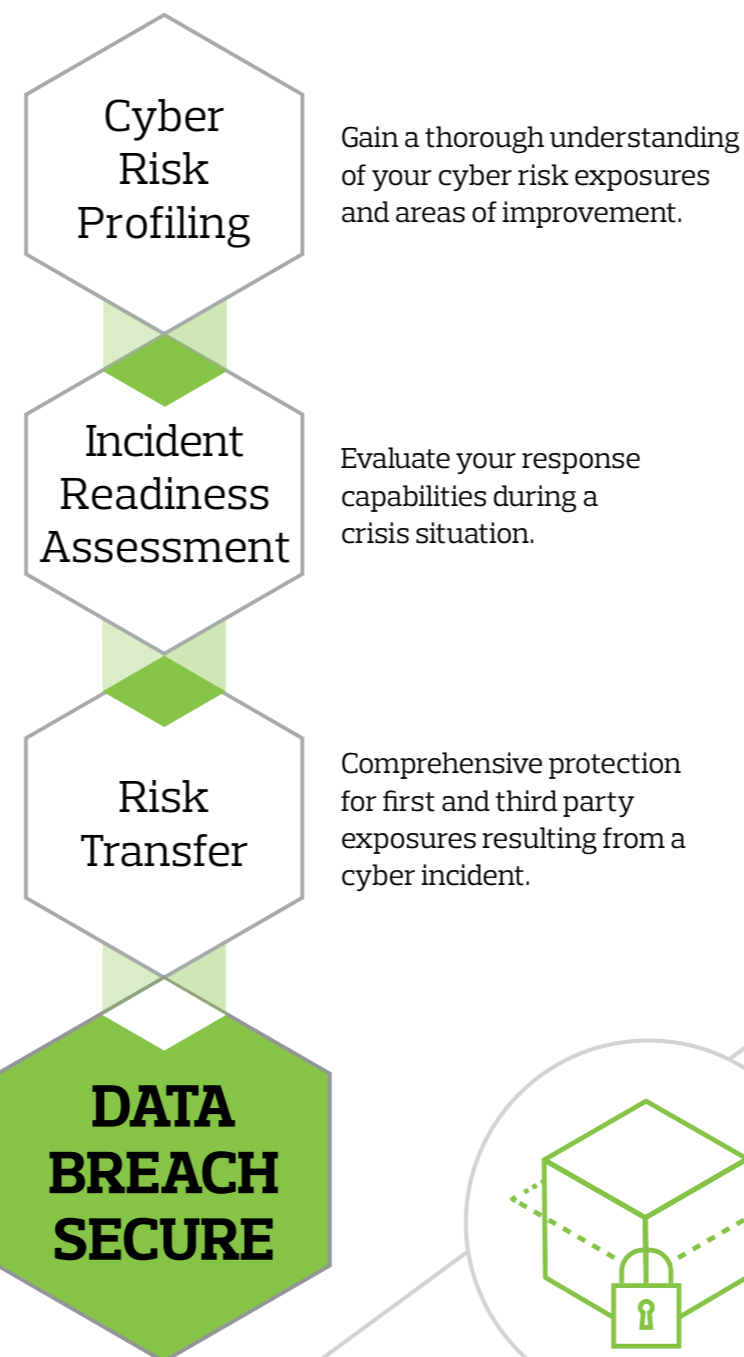 Cyber
Risk
Profiling
Gain a thorough understanding
of your cyber risk exposures
and areas of improvement.
Incident
Readiness
Assessment
Evaluate your response
capabilities during a
crisis situation.
Risk
Transfer
Comprehensive protection
for first and third party
exposures resulting from a
cyber incident.
DATA
BREACH
SECURE